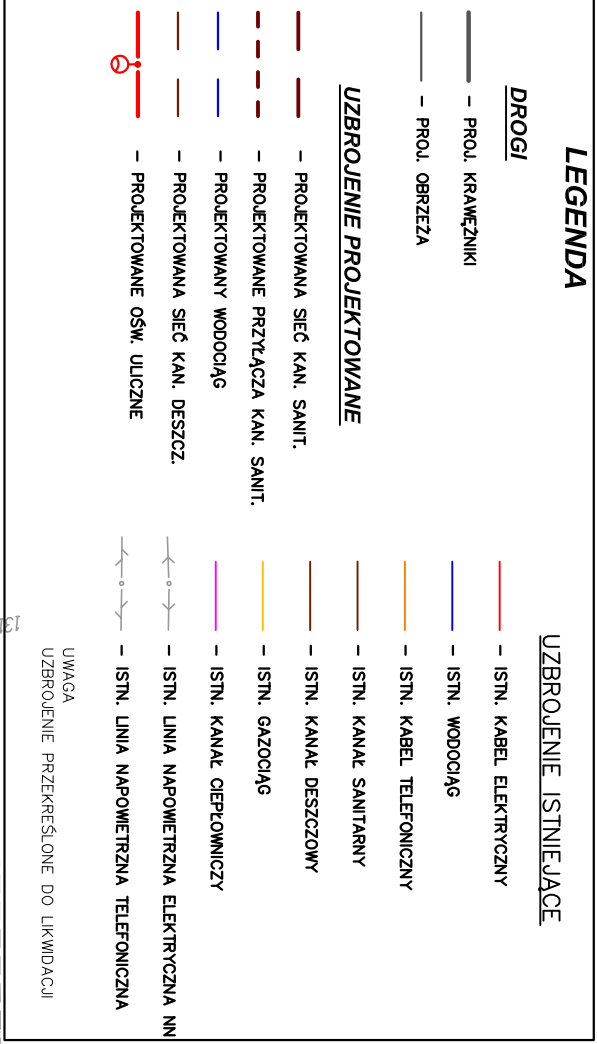 LEGENDA
DROGI
– PROJ. KRAWĘŻNIKI
– PROJ. OBRZEŻA
UZBROJENIE PROJEKTOWANE
– PROJEKTOWANA SIEĆ KAN. SANIT.
– PROJEKTOWANE PRZYŁĄCZA KAN. SANIT.
– PROJEKTOWANY WODOCIĄG
– PROJEKTOWANA SIEĆ KAN. DESZCZ.
– PROJEKTOWANE OŚW. ULICZNE
UZBROJENIE ISTNIEJĄCE
– ISTN. KABEL ELEKTRYCZNY
– ISTN. WODOCIĄG
– ISTN. KABEL TELEFONICZNY
– ISTN. KANAŁ SANITARNY
– ISTN. KANAŁ DESZCZOWY
– ISTN. GAZOCIĄG
– ISTN. KANAŁ CIEPŁOWNICZY
– ISTN. LINIA NAPOWIETRZNA ELEKTRYCZNA NN
– ISTN. LINIA NAPOWIETRZNA TELEFONICZNA
UWAGA
UZBROJENIE PRZEKREŚLONE DO LIKWIDACJI